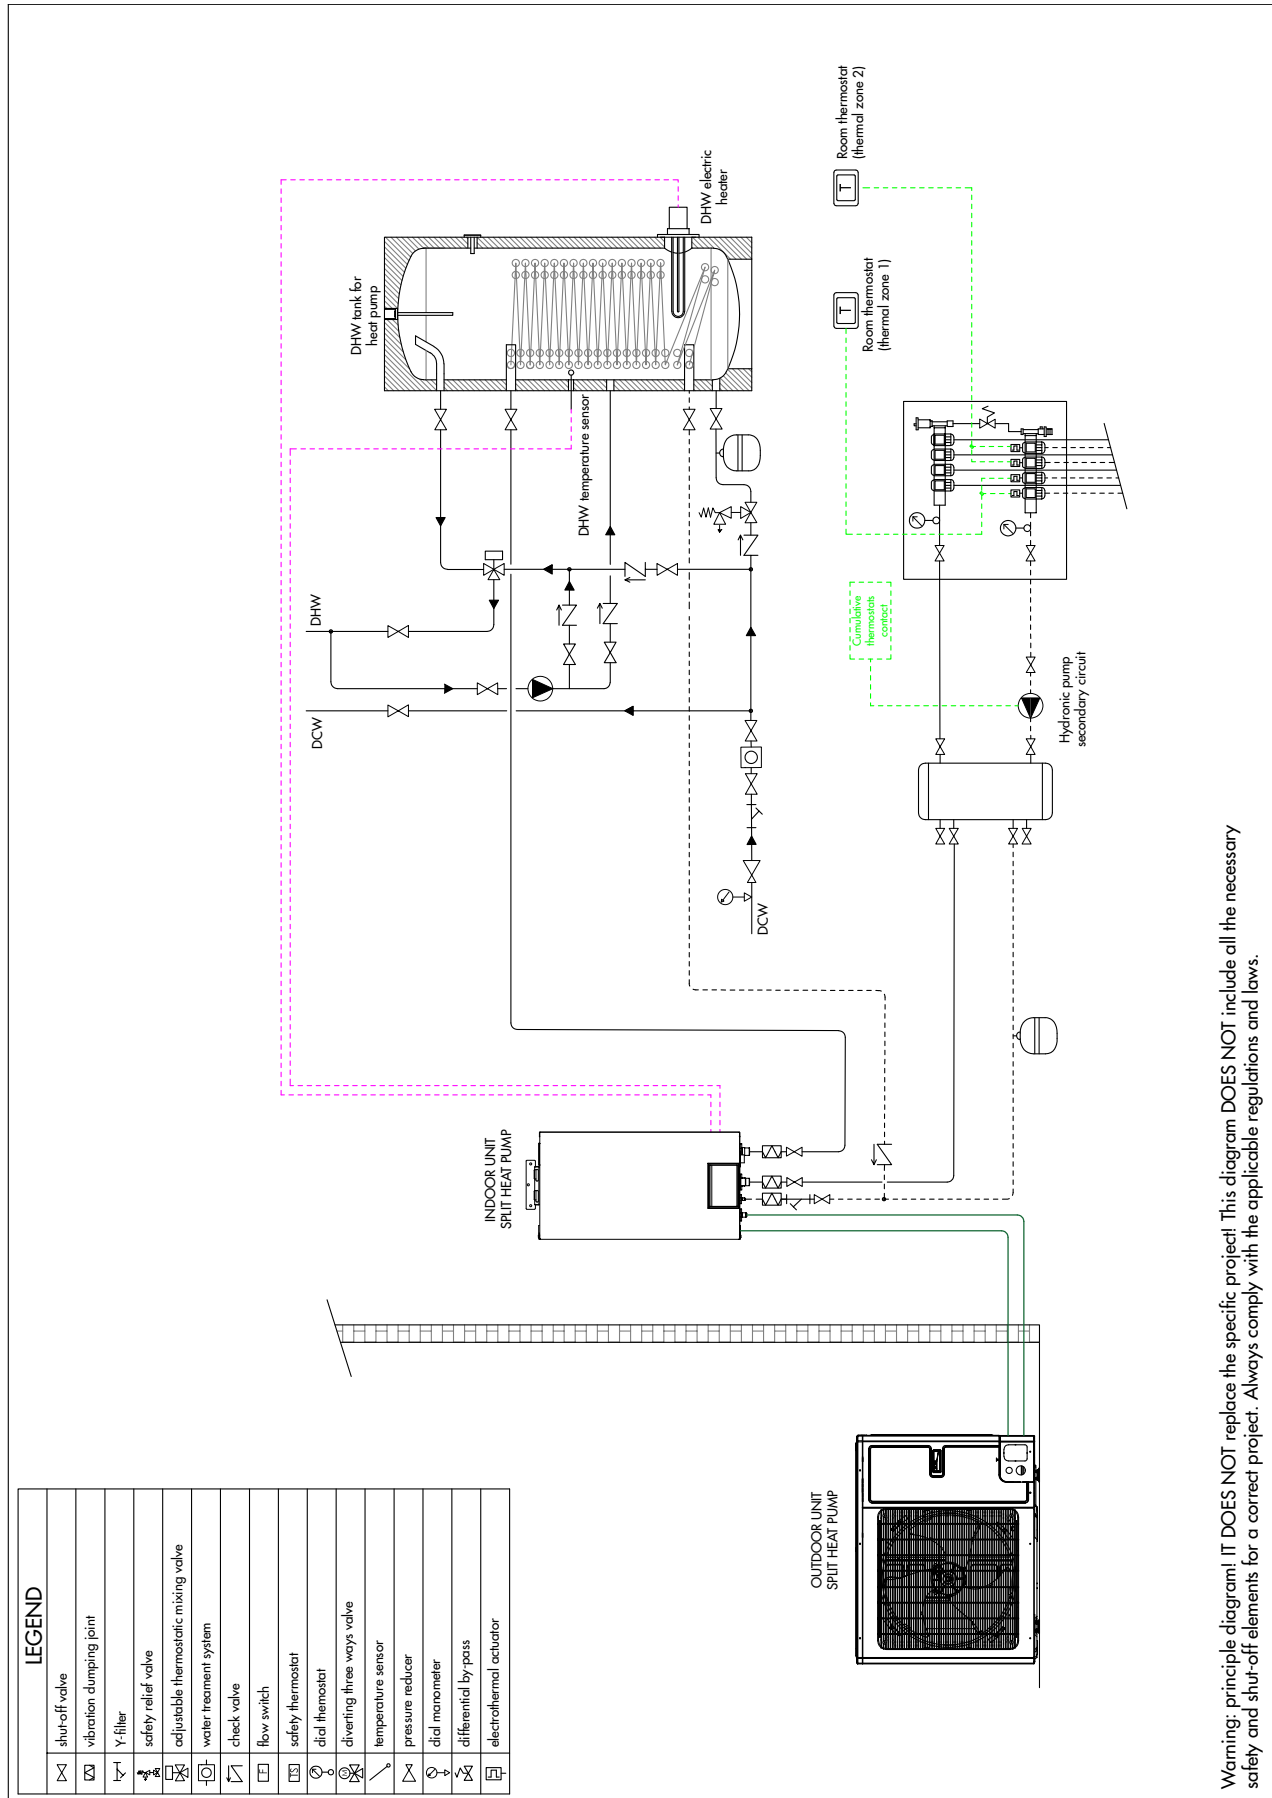 LEGEND
shut-off valve
vibration dumping joint
Y-filter
safety relief valve
adjustable thermostatic mixing valve
water treament system
check valve
FF
flow switch
TS
safety thermostat
dial themostat
M
diverting three ways valve
temperature sensor
pressure reducer
dial manometer
differential by-pass
electrothermal actuator
OUTDOOR UNIT
SPLIT HEAT PUMP
INDOOR UNIT
SPLIT HEAT PUMP
DCW
DCW
DHW
DHW tank for
heat pump
DHW temperature sensor
DHW electric
heater
Room thermostat
(thermal zone 1)
T
Room thermostat
(thermal zone 2)
T
Cumulative
thermostats
contact
Hydronic pump
secondary circuit
Warning: principle diagram! IT DOES NOT replace the specific project! This diagram DOES NOT include all the necessary
safety and shut-off elements for a correct project. Always comply with the applicable regulations and laws.